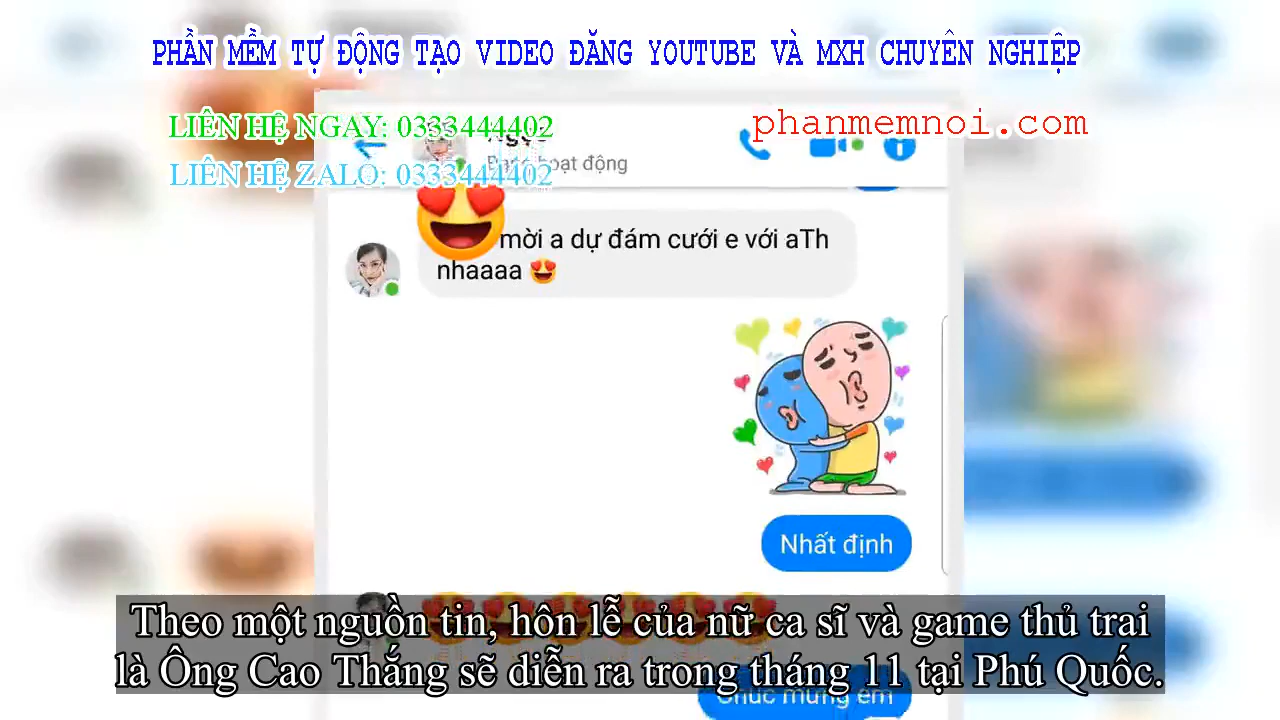 PHẦN MỀM TỰ ĐỘNG TẠO VIDEO ĐĂNG YOUTUBE VÀ MXH CHUYÊN NGHIỆP
LIÊN HỆ NGAY: 0333444402
phanmemnoi.com
Đang hoạt động
LIÊN HỆ ZALO: 0333444402
mời a dự đám cưới e với aTh
nhaaaa 😍
Nhất định
Theo một nguồn tin, hôn lễ của nữ ca sĩ và game thủ trai
là Ông Cao Thắng sẽ diễn ra trong tháng 11 tại Phú Quốc.
Chúc mừng em